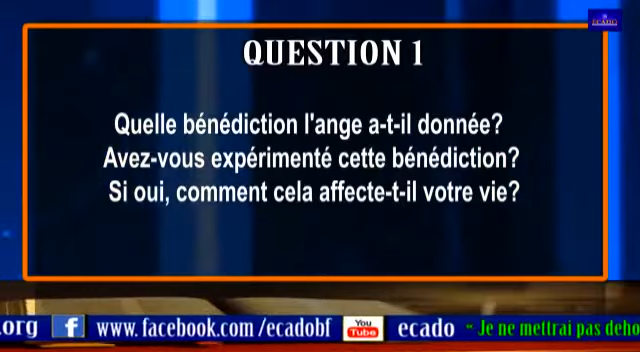 ECADO
QUESTION 1
Quelle bénédiction l'ange a-t-il donnée?
Avez-vous expérimenté cette bénédiction?
Si oui, comment cela affecte-t-il votre vie?
.org f www.facebook.com/ecadobf You Tube ecado " Je ne mettrai pas deho